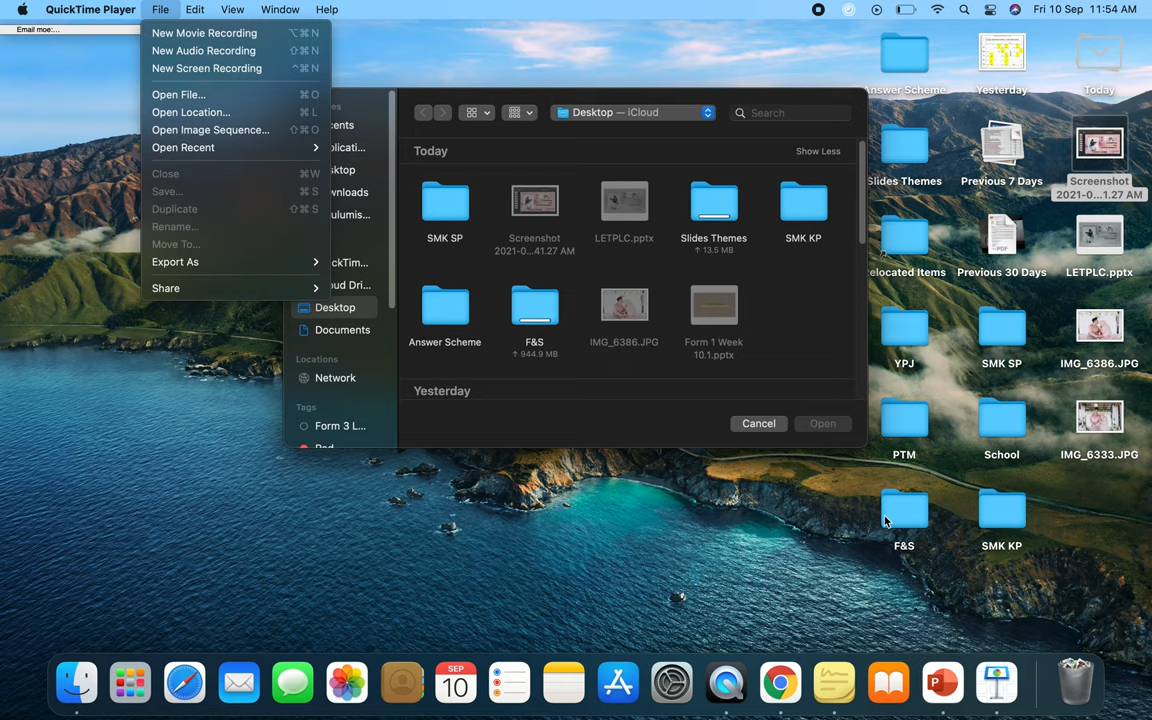 QuickTime Player File Edit View Window Help Fri 10 Sep 11:54 AM
Email moe:...
New Movie Recording ⌥⌘N
New Audio Recording ⇧⌘N
New Screen Recording ^⌘N
Open File... ⌘O
Open Location... ⌘L
Open Image Sequence... ⇧⌘O
Open Recent
Close ⌘W
Save... ⌘S
Duplicate ⇧⌘S
Rename...
Move To...
Export As
Share
Desktop
Documents
Locations
Network
Tags
Form 3 L...
Desktop — iCloud
Search
Today
Show Less
SMK SP
Screenshot
2021-0...41.27 AM
LETPLC.pptx
Slides Themes
↑ 13.5 MB
SMK KP
Answer Scheme
F&S
↑ 944.9 MB
IMG_6386.JPG
Form 1 Week
10.1.pptx
Yesterday
Cancel
Open
nswer Scheme
Yesterday
Today
Slides Themes
Previous 7 Days
Screenshot
2021-0...1.27 AM
elocated Items
Previous 30 Days
PDF
LETPLC.pptx
YPJ
SMK SP
IMG_6386.JPG
PTM
School
IMG_6333.JPG
F&S
SMK KP
SEP
10